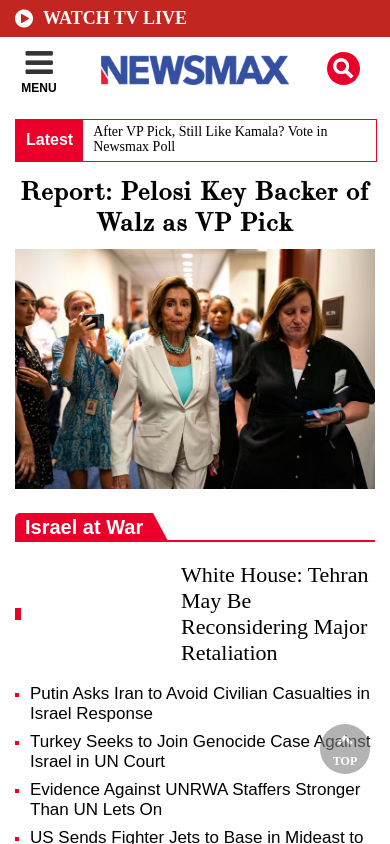 WATCH TV LIVE
MENU
NEWSMAX
Latest
After VP Pick, Still Like Kamala? Vote in
Newsmax Poll
Report: Pelosi Key Backer of
Walz as VP Pick
Israel at War
White House: Tehran
May Be
Reconsidering Major
Retaliation
Putin Asks Iran to Avoid Civilian Casualties in
Israel Response
Turkey Seeks to Join Genocide Case Against
Israel in UN Court
TOP
Evidence Against UNRWA Staffers Stronger
Than UN Lets On
US Sends Fighter Jets to Base in Mideast to